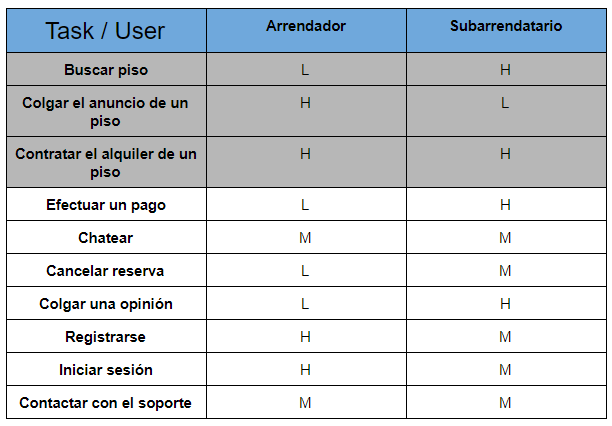 Task / User Arrendador Subarrendatario
Buscar piso L H
Colgar el anuncio de un H L
piso
Contratar el alquiler de un H H
piso
Efectuar un pago L H
Chatear M M
Cancelar reserva L M
Colgar una opinión L H
Registrarse H M
Iniciar sesión H M
Contactar con el soporte M M